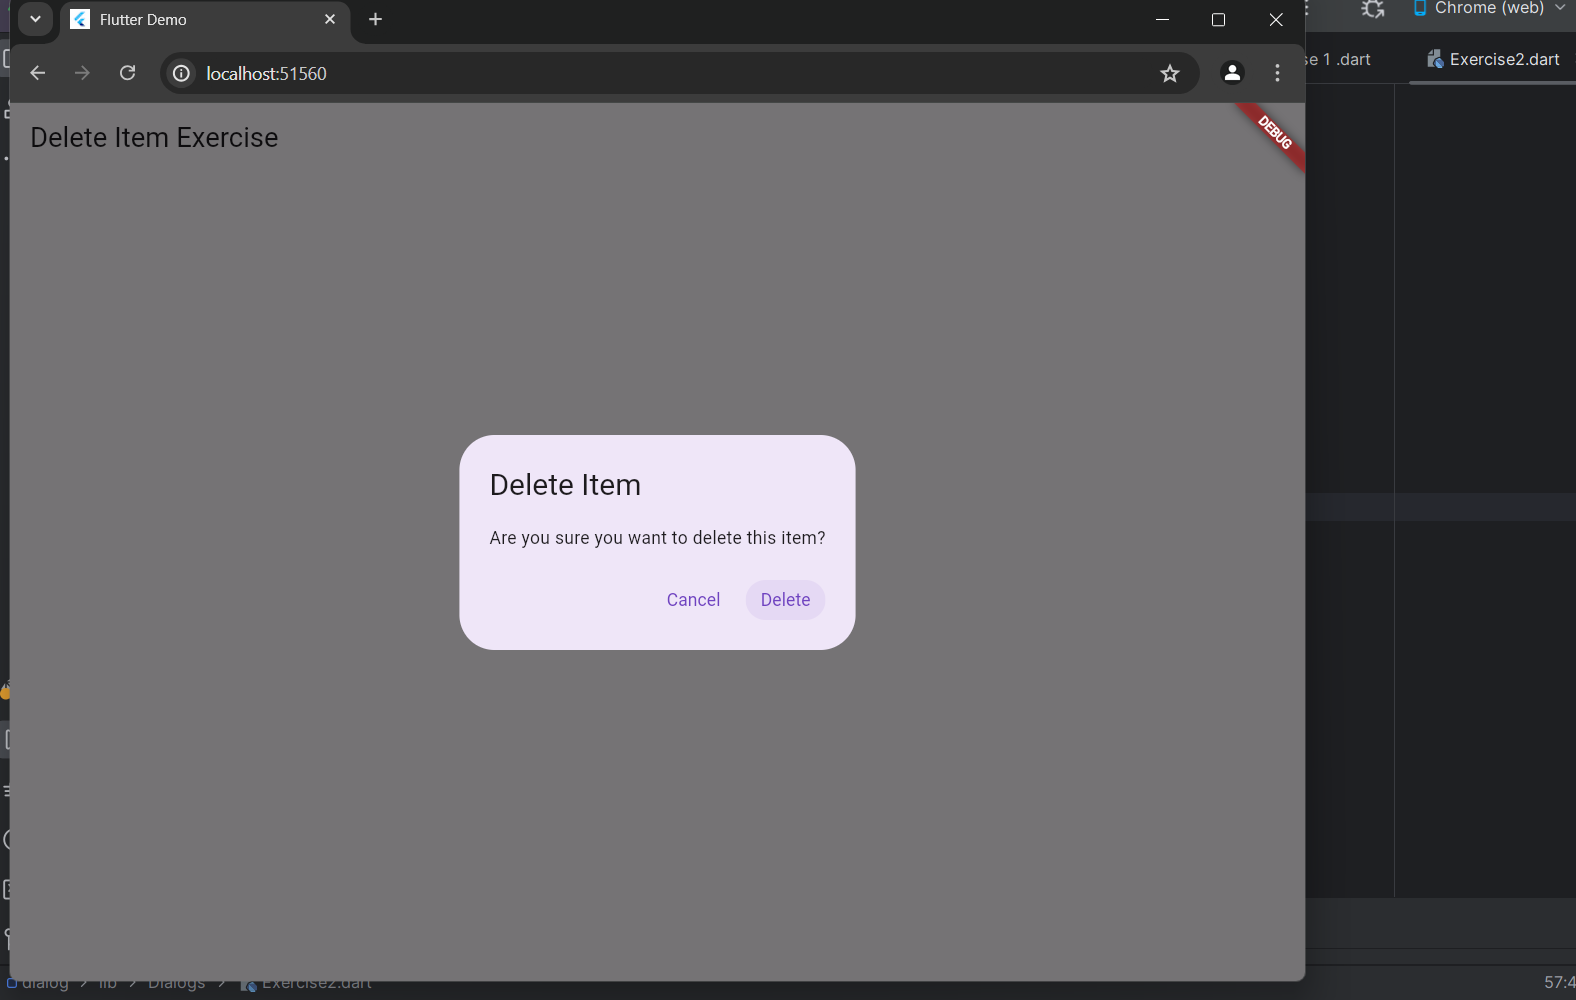 Flutter Demo
Chrome (web)
localhost:51560
se 1 .dart
Exercise2.dart
Delete Item Exercise
DEBUG
Delete Item
Are you sure you want to delete this item?
Cancel
Delete
dialog > lib > Dialogs > Exercise2.dart
57:4